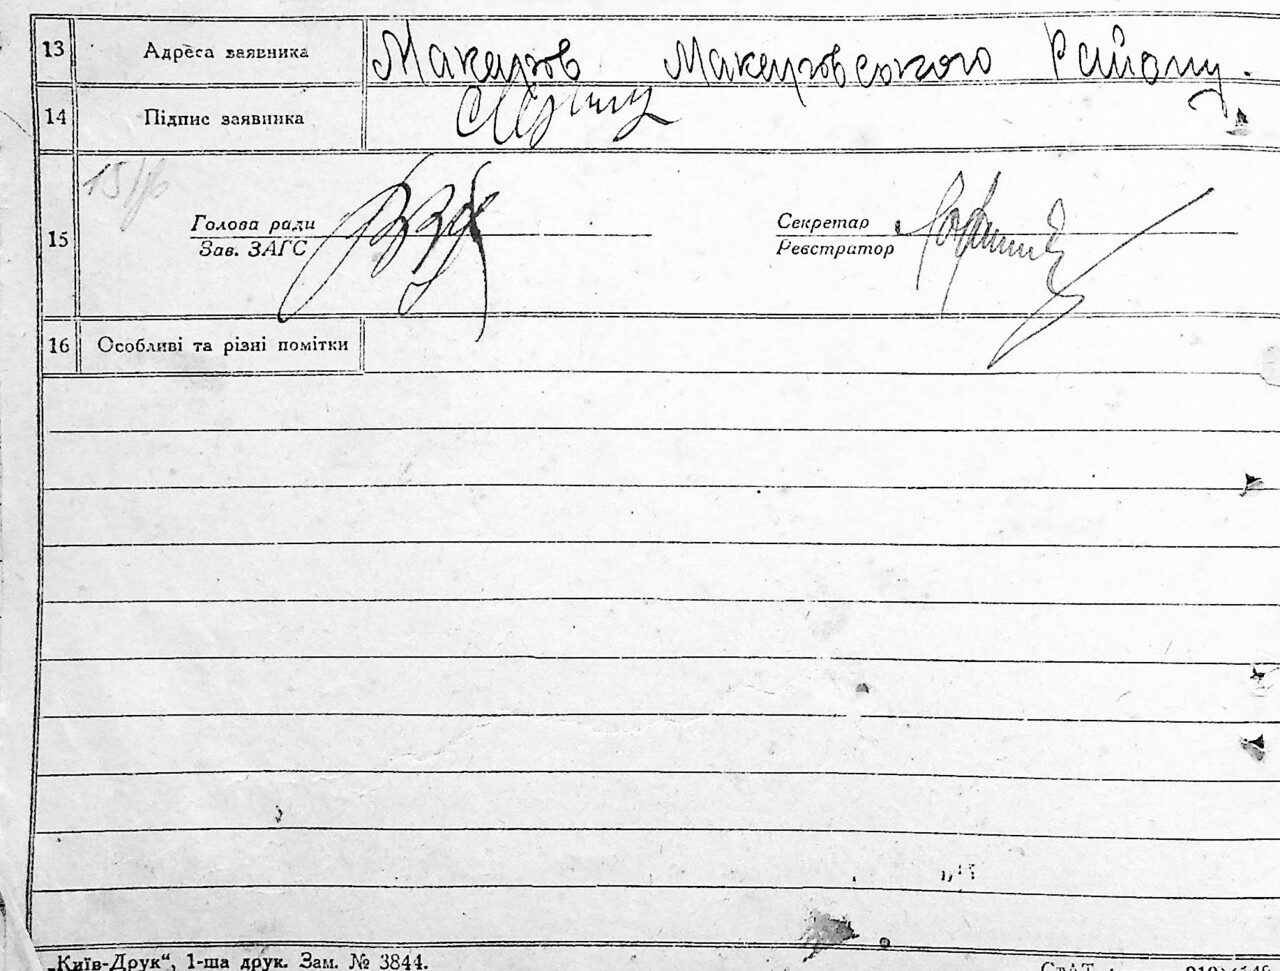 13 Адреса заявника Макаров Макарівського Району.
14 Підпис заявника
15
Голова ради
Зав. ЗАГС
Секретар
Реєстратор
16 Особливі та різні помітки
„Київ-Друк“, 1-ша друк. Зам. № 3844.